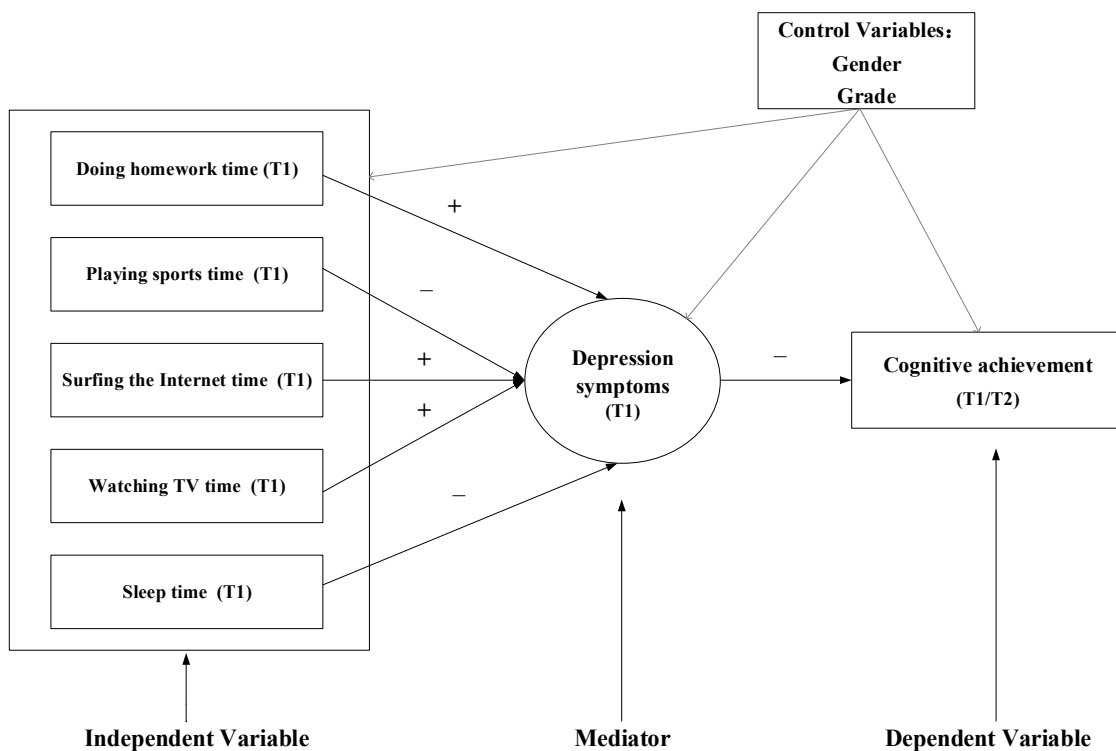 Control Variables：
Gender
Grade
Doing homework time (T1)
+
Playing sports time (T1)
–
Surfing the Internet time (T1)
+
+
Depression
symptoms
(T1)
–
Cognitive achievement
(T1/T2)
Watching TV time (T1)
–
Sleep time (T1)
Independent Variable
Mediator
Dependent Variable